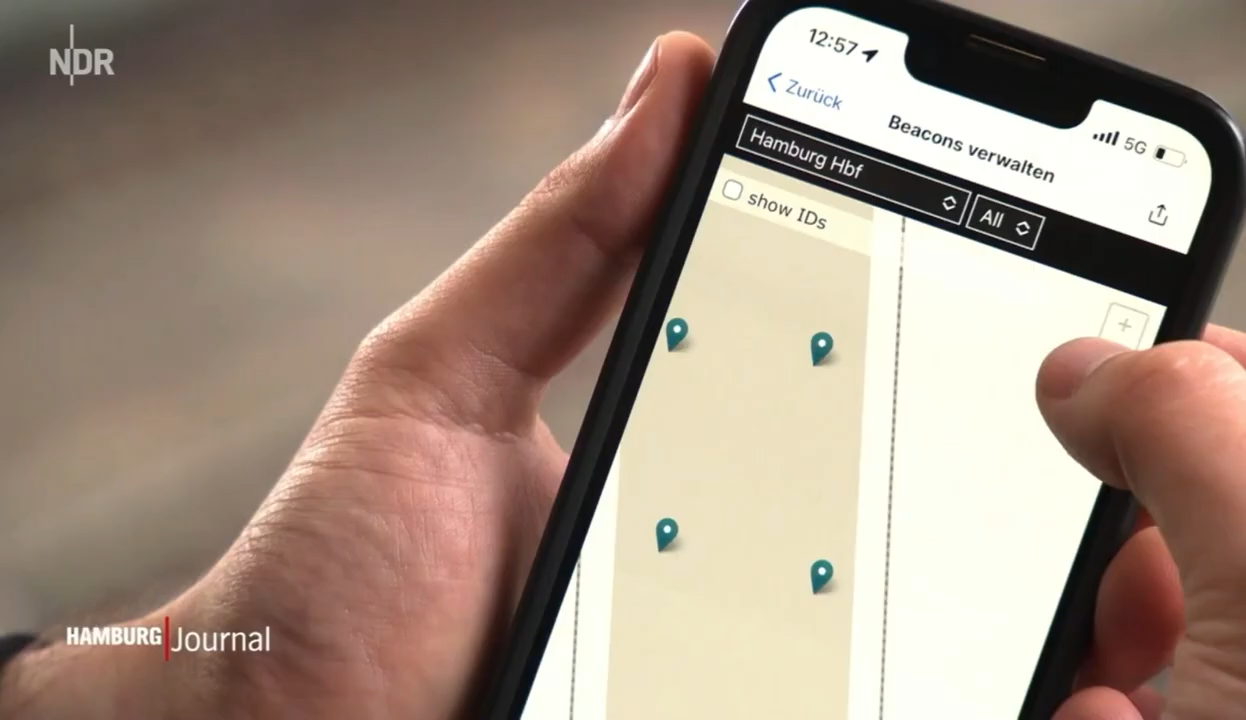 NDR
12:57
5G
Zurück
Beacons verwalten
Hamburg Hbf
All
show IDs
+
HAMBURG Journal